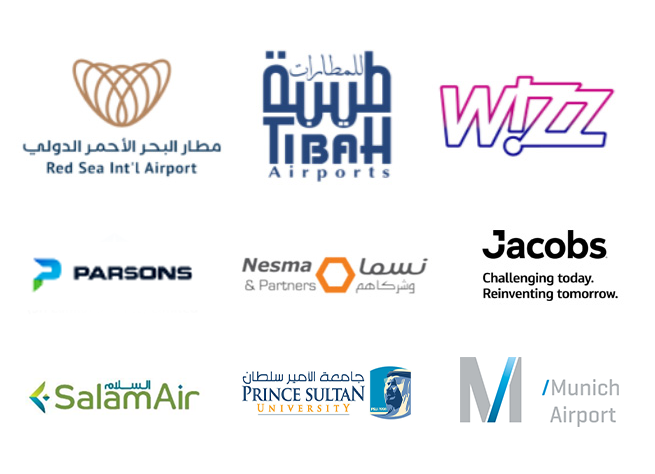 مطار البحر الأحمر الدولي
Red Sea Int'l Airport
للمطارات
طيبة
TIBAH
Airports
Wizz
PARSONS
Nesma
& Partners
نسما
وشركاهم
Jacobs
Challenging today.
Reinventing tomorrow.
السلام
SalamAir
جامعة الأمير سلطان
PRINCE SULTAN
UNIVERSITY
M
/Munich
Airport